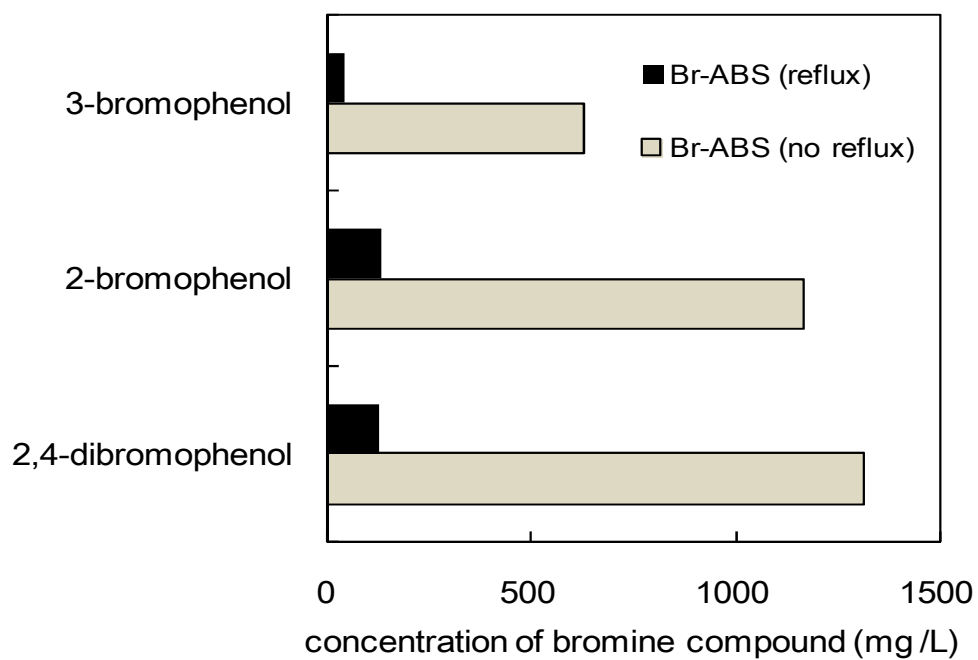 3-bromophenol
Br-ABS (reflux)
Br-ABS (no reflux)
2-bromophenol
2,4-dibromophenol
0 500 1000 1500
concentration of bromine compound (mg /L)